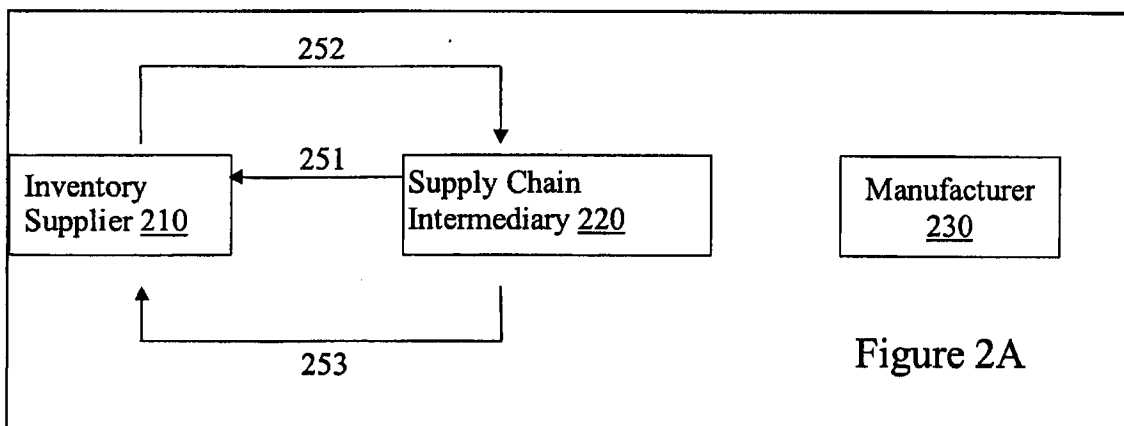 252
251
Inventory
Supplier 210
Supply Chain
Intermediary 220
Manufacturer
230
253
Figure 2A